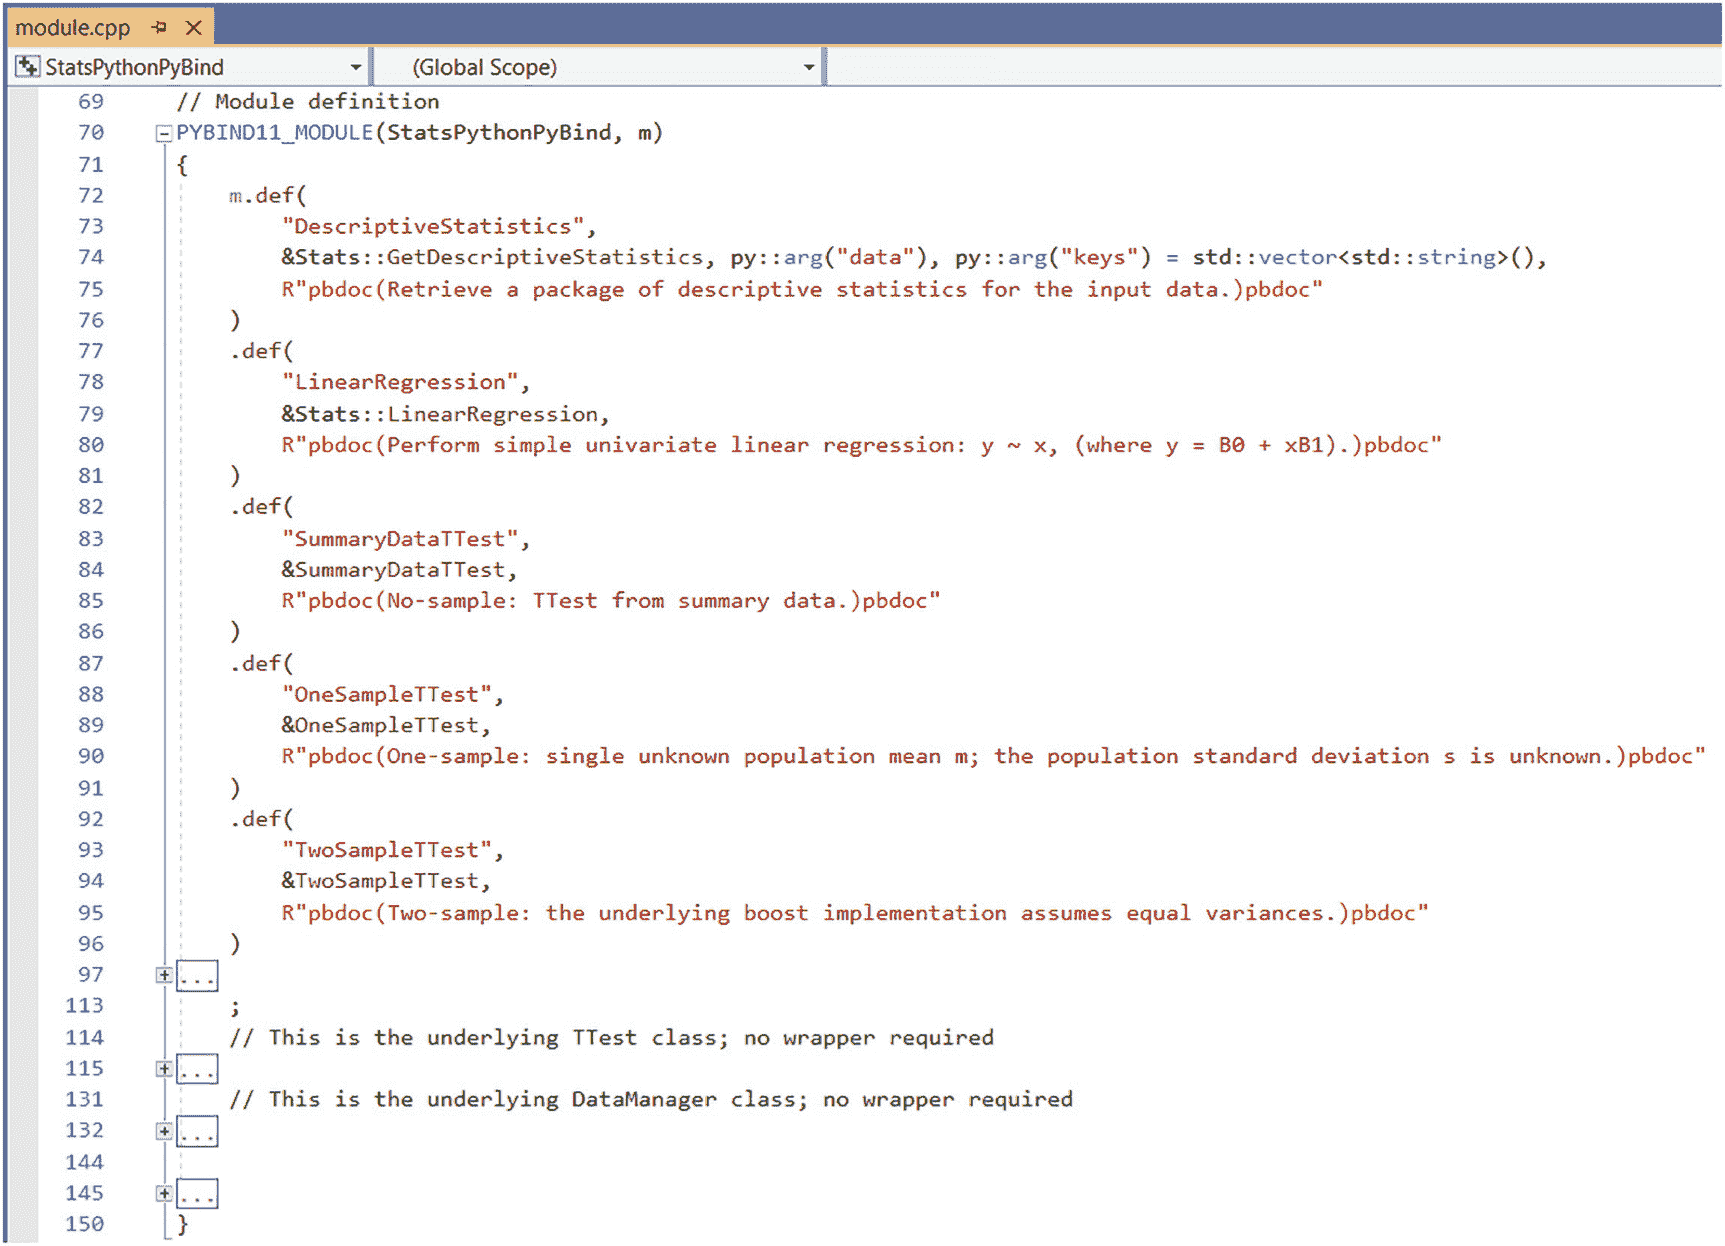 module.cpp
StatsPythonPyBind (Global Scope)
69 // Module definition
70 PYBIND11_MODULE(StatsPythonPyBind, m)
71 {
72 m.def(
73 "DescriptiveStatistics",
74 &Stats::GetDescriptiveStatistics, py::arg("data"), py::arg("keys") = std::vector<std::string>(),
75 R"pbdoc(Retrieve a package of descriptive statistics for the input data.)pbdoc"
76 )
77 .def(
78 "LinearRegression",
79 &Stats::LinearRegression,
80 R"pbdoc(Perform simple univariate linear regression: y ~ x, (where y = B0 + xB1).)pbdoc"
81 )
82 .def(
83 "SummaryDataTTest",
84 &SummaryDataTTest,
85 R"pbdoc(No-sample: TTest from summary data.)pbdoc"
86 )
87 .def(
88 "OneSampleTTest",
89 &OneSampleTTest,
90 R"pbdoc(One-sample: single unknown population mean m; the population standard deviation s is unknown.)pbdoc"
91 )
92 .def(
93 "TwoSampleTTest",
94 &TwoSampleTTest,
95 R"pbdoc(Two-sample: the underlying boost implementation assumes equal variances.)pbdoc"
96 )
97 ...
113 ;
114 // This is the underlying TTest class; no wrapper required
115 ...
131 // This is the underlying DataManager class; no wrapper required
132 ...
144
145 ...
150 }